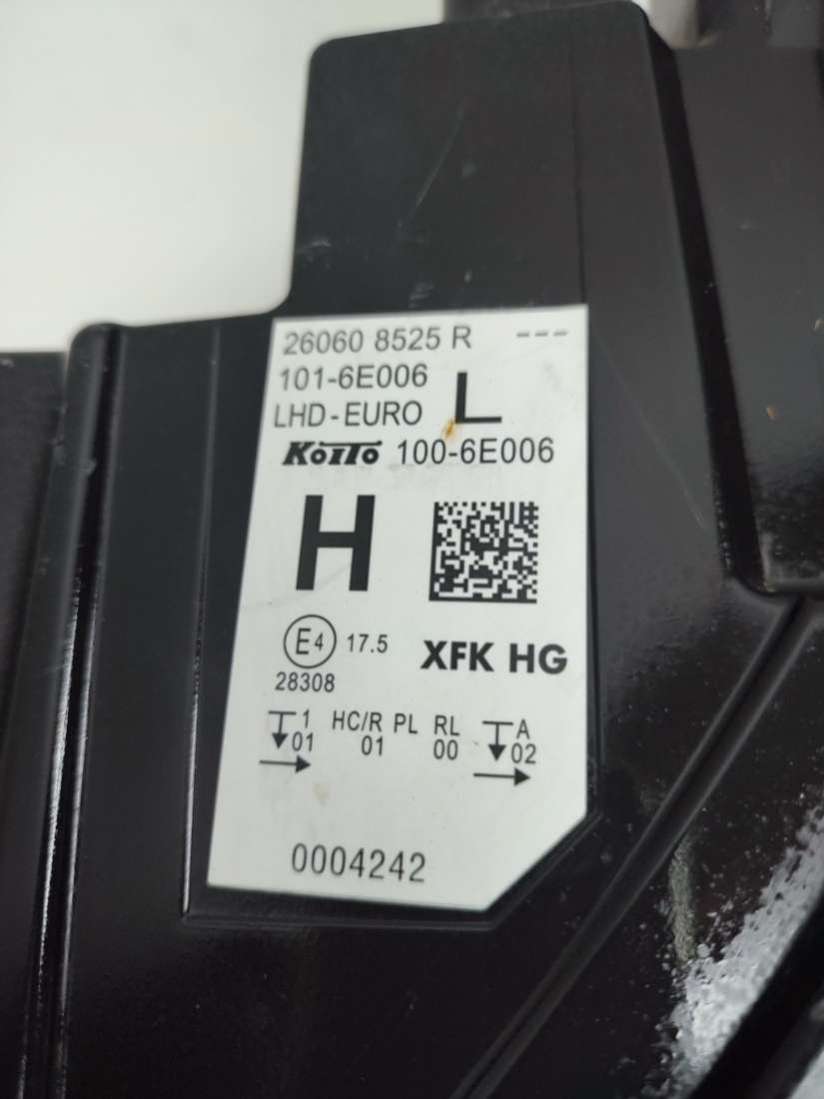 26060 8525 R ---
101-6E006
LHD-EURO L
KOITO 100-6E006
H
E4 17.5 XFK HG
28308
1 HC/R PL RL A
01 01 00 02
0004242